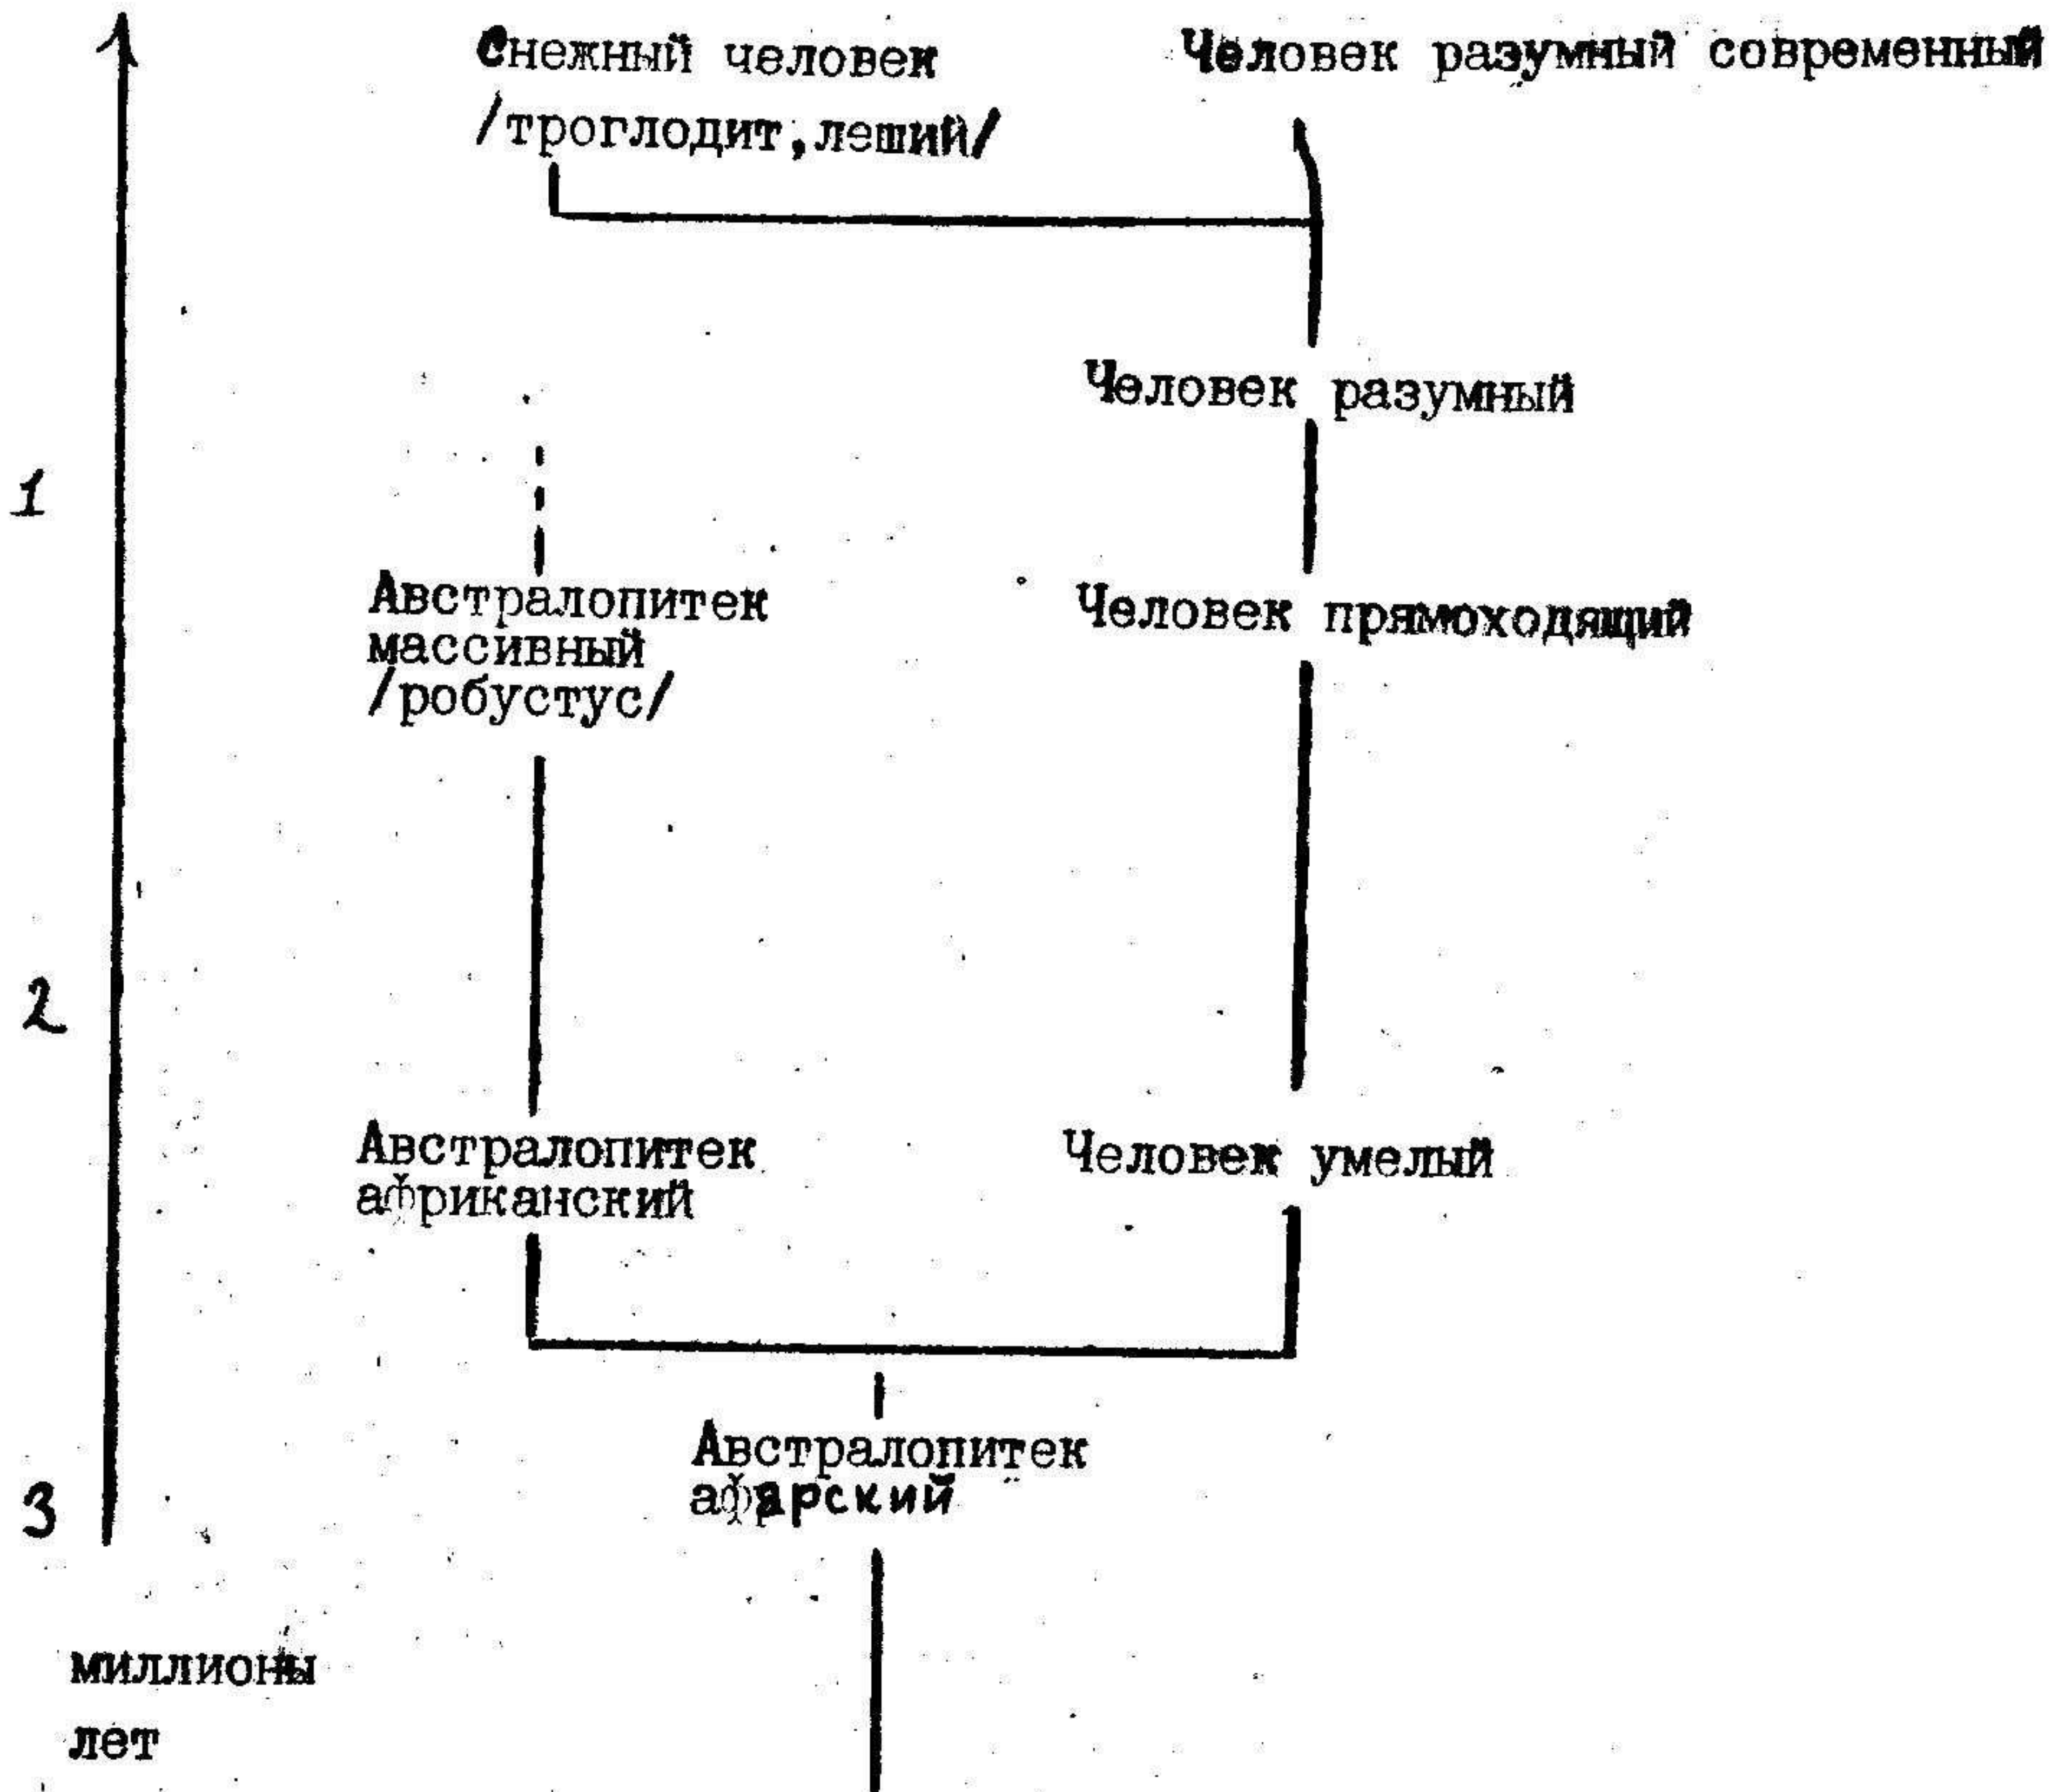 Снежный человек
/троглодит,леший/
Человек разумный современный
Человек разумный
1
Австралопитек
массивный
/робустус/
Человек прямоходящий
2
Австралопитек
африканский
Человек умелый
Австралопитек
афарский
3
миллионы
лет